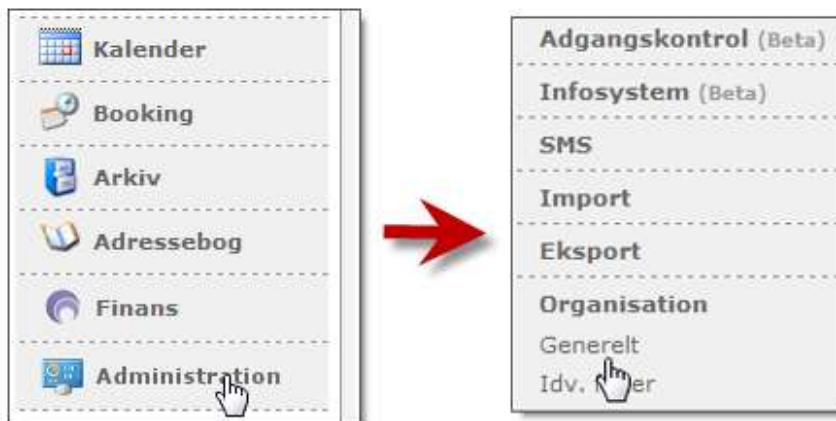 Kalender
Booking
Arkiv
Adressebog
Finans
Administration
Adgangskontrol (Beta)
Infosystem (Beta)
SMS
Import
Eksport
Organisation
Generelt
Idv.